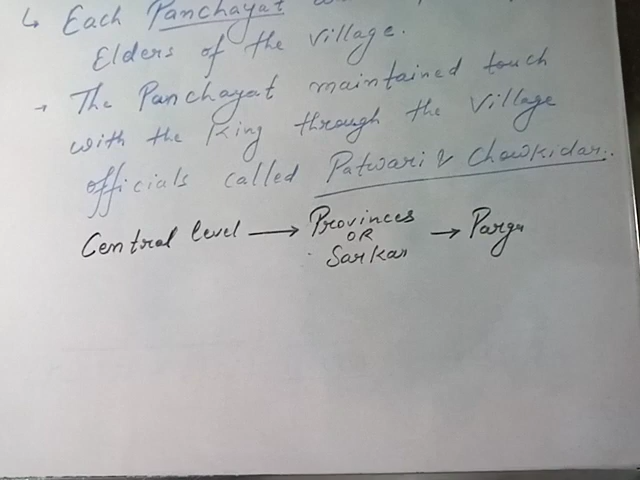 ↳ Each Panchayat
Elders of the Village.
→ The Panchayat maintained touch
with the King through the Village
officials called Patwari & Chowkidar.
Central level → Provinces OR Sarkar → Parga